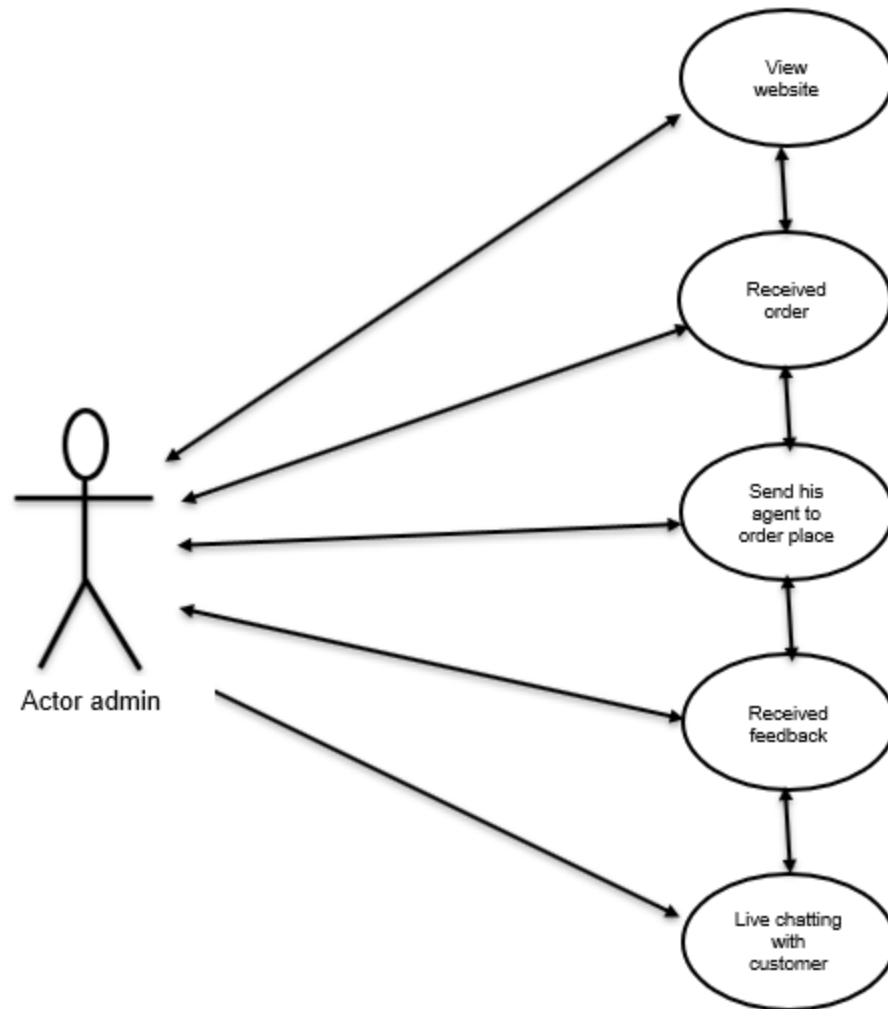 View
website
Received
order
Send his
agent to
order place
Actor admin
Received
feedback
Live chatting
with
customer